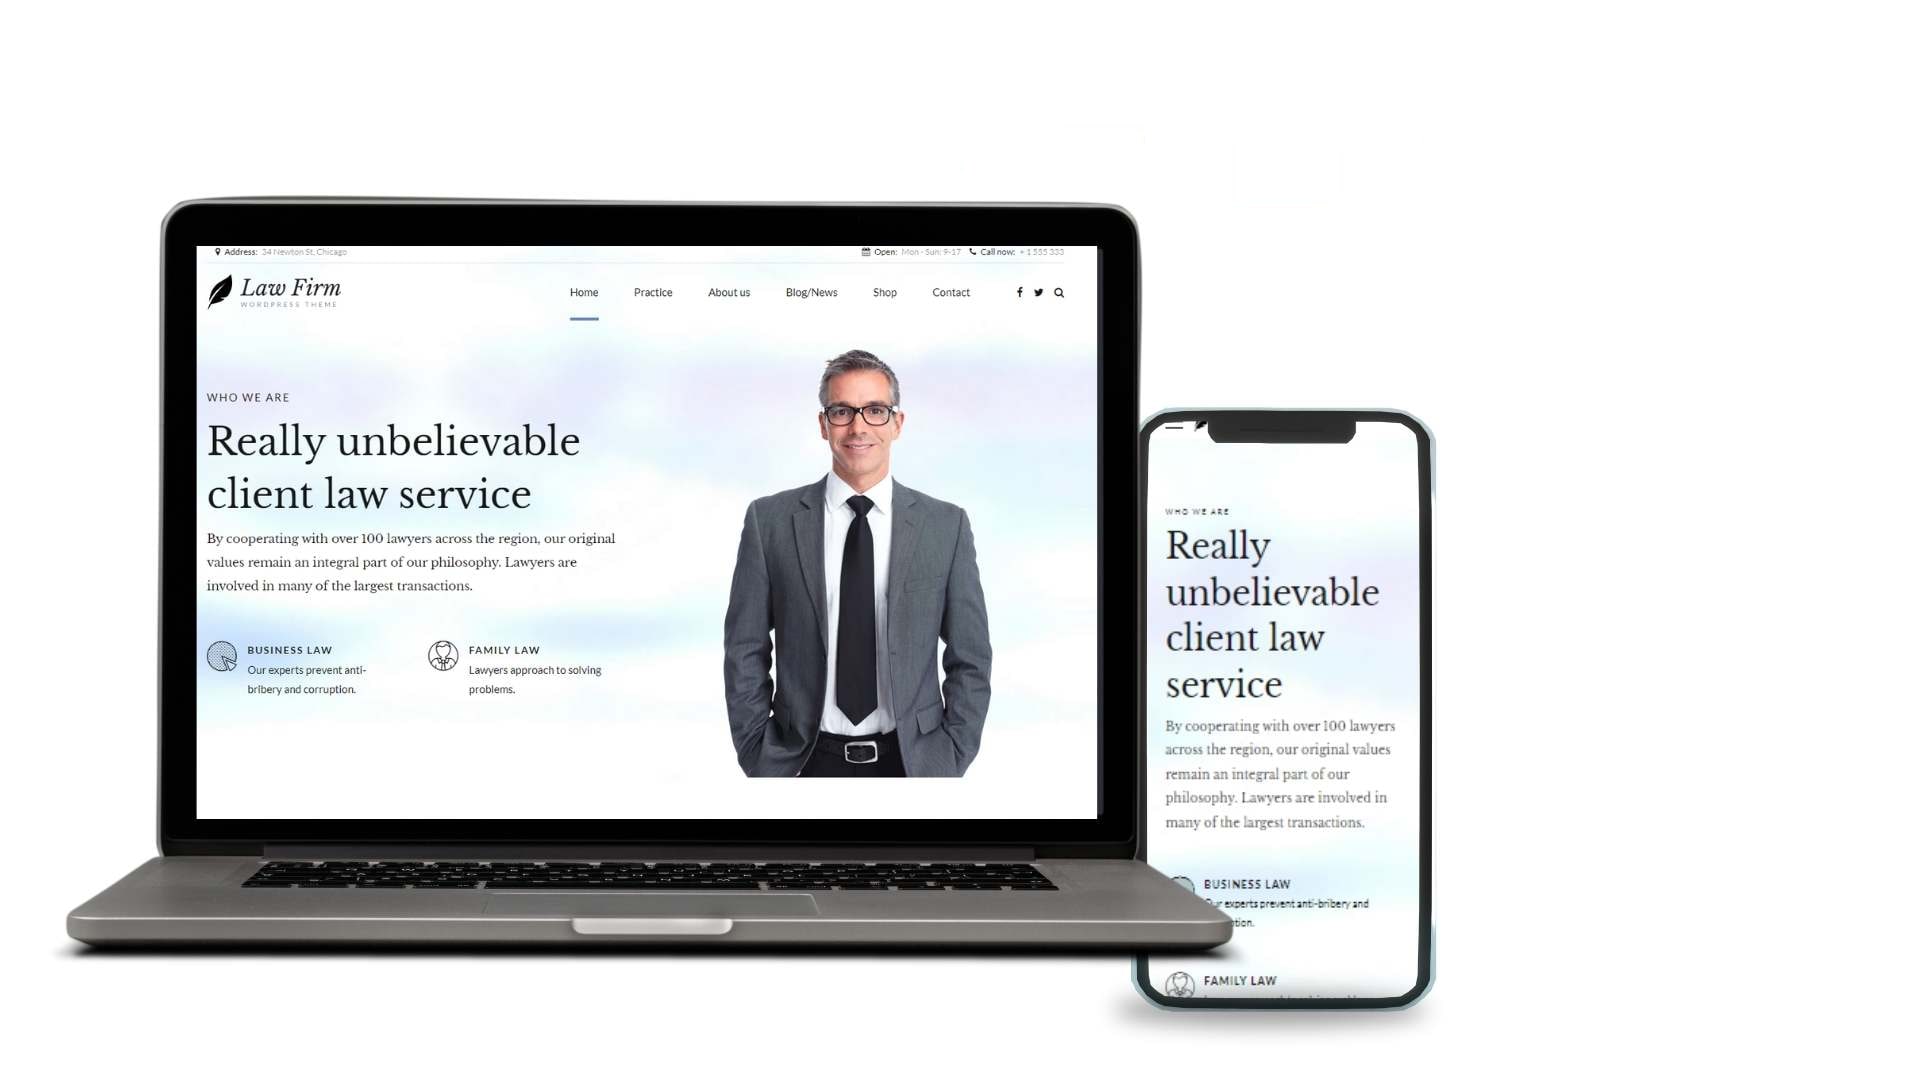 Address: 34 Newton St, Chicago
Open: Mon - Sun: 9-17 Call now: + 1 555 333
Law Firm
WORDPRESS THEME
Home Practice About us Blog/News Shop Contact
WHO WE ARE
Really unbelievable
client law service
By cooperating with over 100 lawyers across the region, our original
values remain an integral part of our philosophy. Lawyers are
involved in many of the largest transactions.
BUSINESS LAW
Our experts prevent anti-
bribery and corruption.
FAMILY LAW
Lawyers approach to solving
problems.
WHO WE ARE
Really
unbelievable
client law
service
By cooperating with over 100 lawyers
across the region, our original values
remain an integral part of our
philosophy. Lawyers are involved in
many of the largest transactions.
BUSINESS LAW
Our experts prevent anti-bribery and
FAMILY LAW